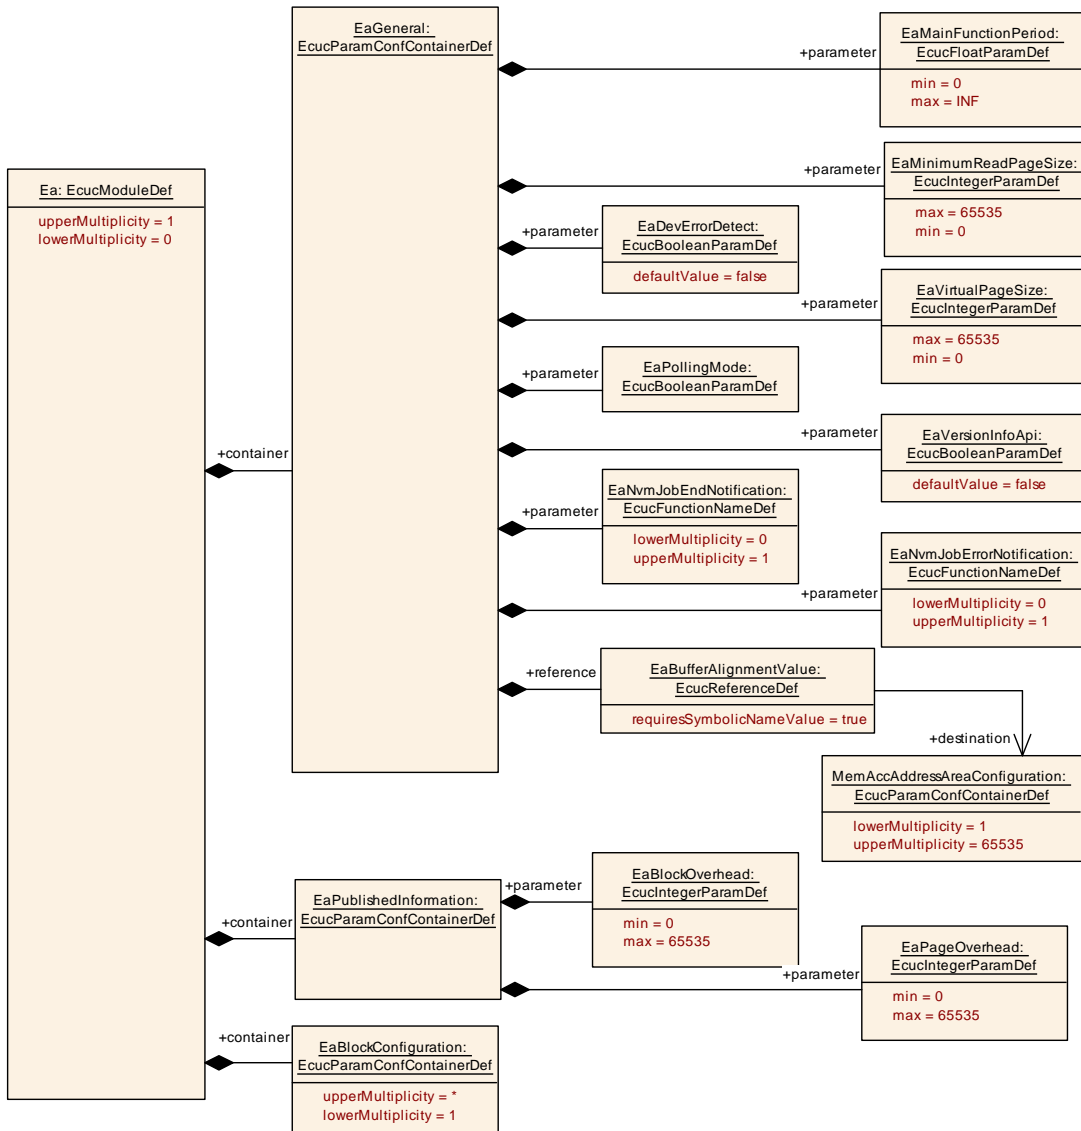 EaGeneral:
EcucParamConfContainerDef
EaMainFunctionPeriod:
EcucFloatParamDef
min = 0
max = INF
+parameter
EaMinimumReadPageSize:
EcucIntegerParamDef
max = 65535
min = 0
+parameter
Ea: EcucModuleDef
upperMultiplicity = 1
lowerMultiplicity = 0
EaDevErrorDetect:
EcucBooleanParamDef
defaultValue = false
+parameter
EaVirtualPageSize:
EcucIntegerParamDef
max = 65535
min = 0
+parameter
EaPollingMode:
EcucBooleanParamDef
+parameter
EaVersionInfoApi:
EcucBooleanParamDef
defaultValue = false
+parameter
+container
EaNvmJobEndNotification:
EcucFunctionNameDef
lowerMultiplicity = 0
upperMultiplicity = 1
+parameter
EaNvmJobErrorNotification:
EcucFunctionNameDef
lowerMultiplicity = 0
upperMultiplicity = 1
+parameter
EaBufferAlignmentValue:
EcucReferenceDef
requiresSymbolicNameValue = true
+reference
+destination
MemAccAddressAreaConfiguration:
EcucParamConfContainerDef
lowerMultiplicity = 1
upperMultiplicity = 65535
EaPublishedInformation:
EcucParamConfContainerDef
+container
EaBlockOverhead:
EcucIntegerParamDef
min = 0
max = 65535
+parameter
EaPageOverhead:
EcucIntegerParamDef
min = 0
max = 65535
+parameter
+container
EaBlockConfiguration:
EcucParamConfContainerDef
upperMultiplicity = *
lowerMultiplicity = 1